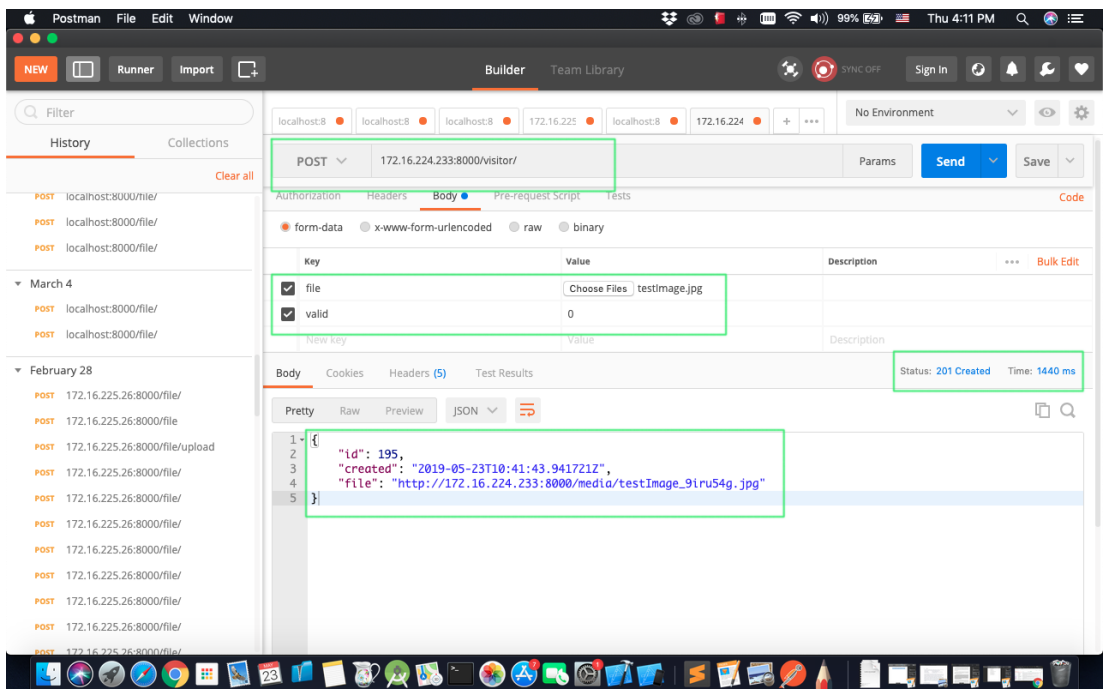 Postman File Edit Window 99% Thu 4:11 PM
NEW Runner Import Builder Team Library SYNC OFF Sign In
Filter
History Collections
Clear all
POST localhost:8000/file/
POST localhost:8000/file/
POST localhost:8000/file/
March 4
POST localhost:8000/file/
POST localhost:8000/file/
February 28
POST 172.16.225.26:8000/file/
POST 172.16.225.26:8000/file
POST 172.16.225.26:8000/file/upload
POST 172.16.225.26:8000/file/
POST 172.16.225.26:8000/file/
POST 172.16.225.26:8000/file/
POST 172.16.225.26:8000/file/
POST 172.16.225.26:8000/file/
POST 172.16.225.26:8000/file/
POST 172.16.225.26:8000/file/
POST 172.16.225.26:8000/file/
localhost:8 localhost:8 localhost:8 172.16.225 localhost:8 172.16.224 + ••• No Environment
POST 172.16.224.233:8000/visitor/ Params Send Save
Authorization Headers Body Pre-request Script Tests Code
form-data x-www-form-urlencoded raw binary
Key Value Description ••• Bulk Edit
file Choose Files testImage.jpg
valid 0
New key Value Description
Body Cookies Headers (5) Test Results Status: 201 Created Time: 1440 ms
Pretty Raw Preview JSON
1 {
2 "id": 195,
3 "created": "2019-05-23T10:41:43.941721Z",
4 "file": "http://172.16.224.233:8000/media/testImage_9iru54g.jpg"
5 }
23